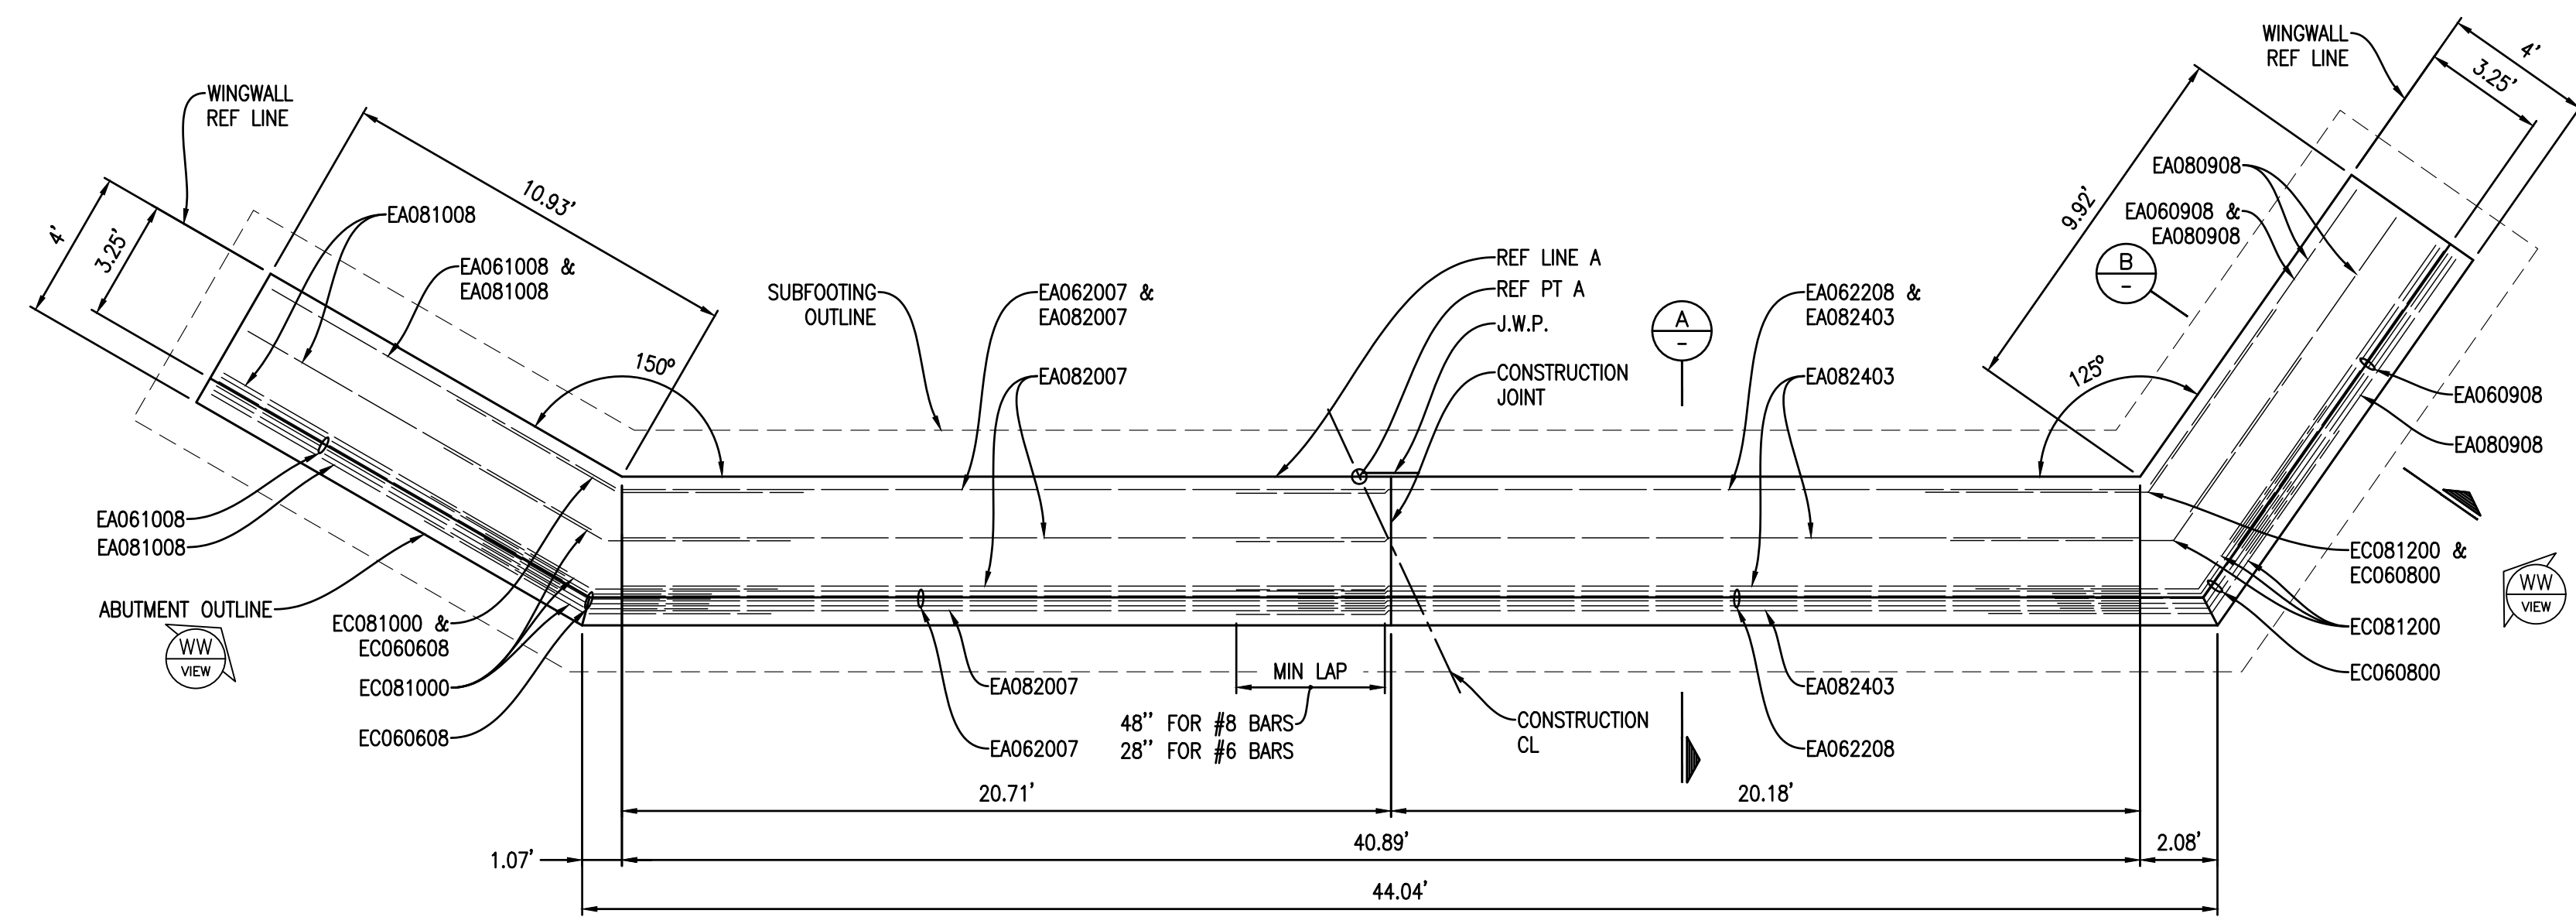 WINGWALL
REF LINE
4'
3.25'
10.93'
EA081008
EA061008 &
EA081008
150º
SUBFOOTING
OUTLINE
EA062007 &
EA082007
EA082007
REF LINE A
REF PT A
J.W.P.
CONSTRUCTION
JOINT
A
-
EA062208 &
EA082403
EA082403
WINGWALL
REF LINE
4'
3.25'
9.92'
EA080908
EA060908 &
EA080908
B
-
125º
EA060908
EA080908
EA061008
EA081008
ABUTMENT OUTLINE
WW
VIEW
EC081000 &
EC060608
EC081000
EC060608
EA082007
EA062007
MIN LAP
48'' FOR #8 BARS
28'' FOR #6 BARS
CONSTRUCTION
CL
EA082403
EA062208
EC081200 &
EC060800
EC081200
EC060800
WW
VIEW
20.71'
20.18'
1.07'
40.89'
2.08'
44.04'